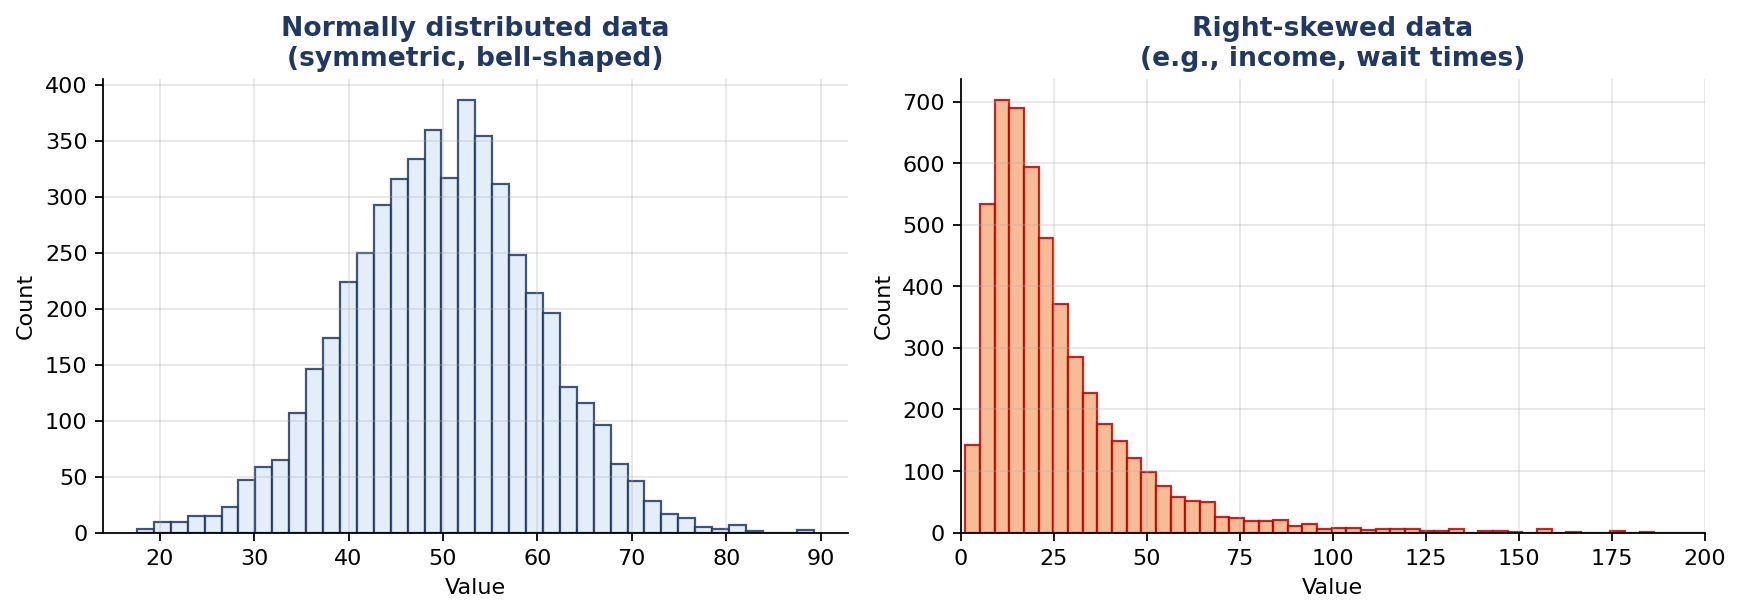 Normally distributed data
(symmetric, bell-shaped)
400
350
300
250
200
150
100
50
0
Count
20 30 40 50 60 70 80 90
Value
Right-skewed data
(e.g., income, wait times)
700
600
500
400
300
200
100
0
Count
0 25 50 75 100 125 150 175 200
Value